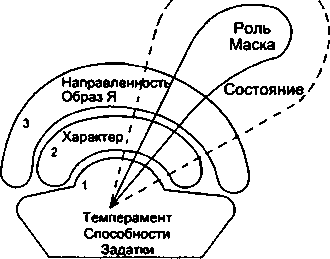 Роль
Маска
Направленность
Образ Я
Состояние
3
Характер
2
1
Темперамент
Способности
Задатки